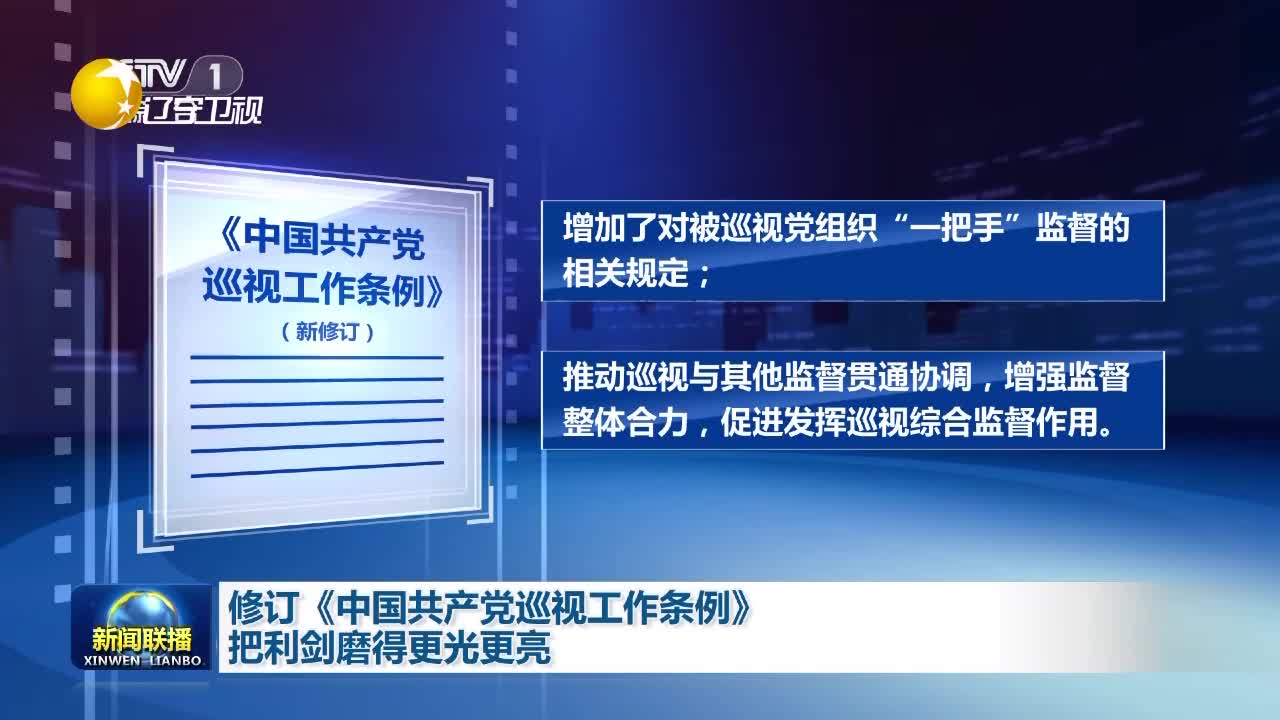 1
卫视
《中国共产党
巡视工作条例》
（新修订）
增加了对被巡视党组织“一把手”监督的
相关规定；
推动巡视与其他监督贯通协调，增强监督
整体合力，促进发挥巡视综合监督作用。
修订《中国共产党巡视工作条例》
把利剑磨得更光更亮
新闻联播
XINWEN LIANBO